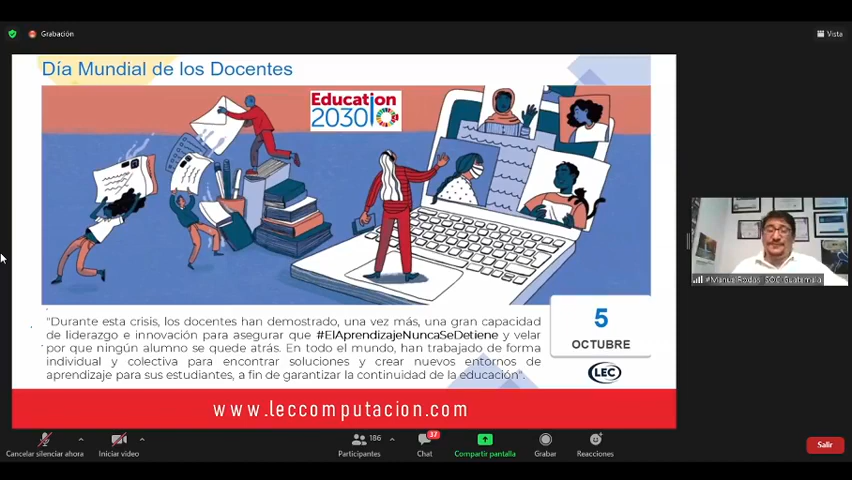 Grabación
Vista
Día Mundial de los Docentes
Education
2030
"Durante esta crisis, los docentes han demostrado, una vez más, una gran capacidad
de liderazgo e innovación para asegurar que #ElAprendizajeNuncaSeDetiene y velar
por que ningún alumno se quede atrás. En todo el mundo, han trabajado de forma
individual y colectiva para encontrar soluciones y crear nuevos entornos de
aprendizaje para sus estudiantes, a fin de garantizar la continuidad de la educación".
5
OCTUBRE
LEC
www.leccomputacion.com
Guatemala
Cancelar silenciar ahora
Iniciar video
186
Participantes
37
Chat
Compartir pantalla
Grabar
Reacciones
Salir